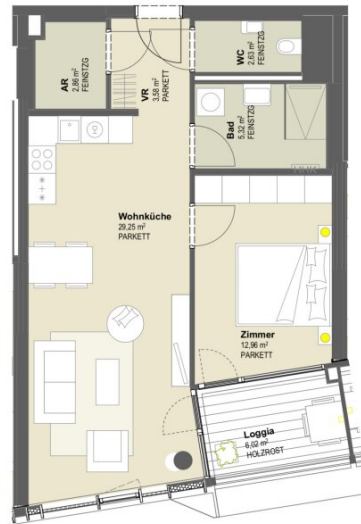 AR
2,86 m²
FEINSTZG
VR
3,58 m²
PARKETT
WC
2,63 m²
FEINSTZG
Bad
5,32 m²
FEINSTZG
Wohnküche
29,25 m²
PARKETT
Zimmer
12,96 m²
PARKETT
Loggia
6,02 m²
HOLZROST